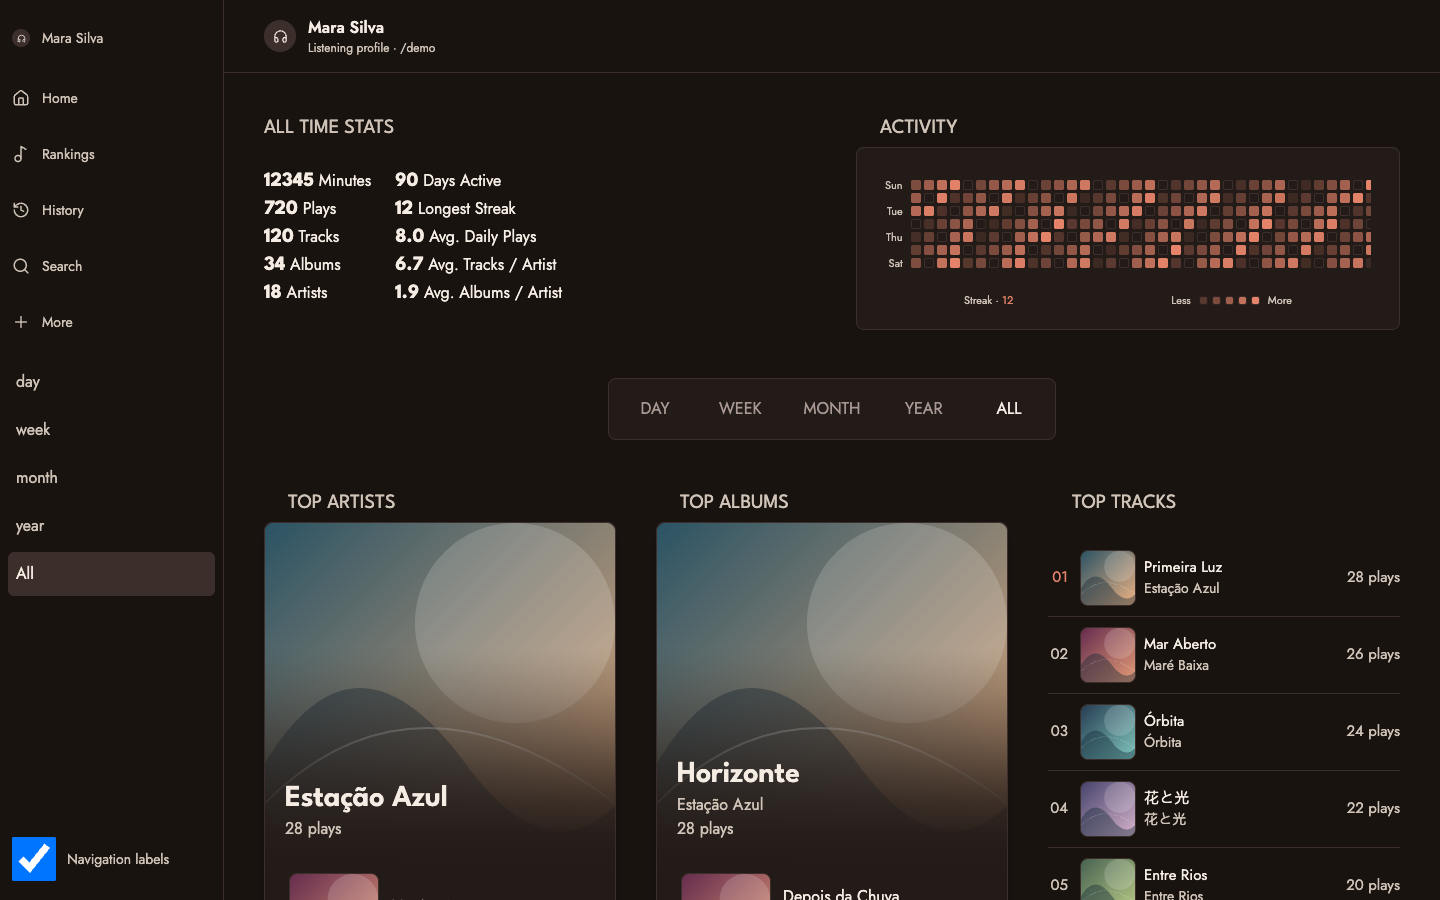 Mara Silva
Home
Rankings
History
Search
More
day
week
month
year
All
Navigation labels
Mara Silva
Listening profile · /demo
ALL TIME STATS
12345 Minutes
720 Plays
120 Tracks
34 Albums
18 Artists
90 Days Active
12 Longest Streak
8.0 Avg. Daily Plays
6.7 Avg. Tracks / Artist
1.9 Avg. Albums / Artist
ACTIVITY
Sun
Tue
Thu
Sat
Streak · 12
Less
More
DAY WEEK MONTH YEAR ALL
TOP ARTISTS
Estação Azul
28 plays
TOP ALBUMS
Horizonte
Estação Azul
28 plays
Depois da Chuva
TOP TRACKS
01
Primeira Luz
Estação Azul
28 plays
02
Mar Aberto
Maré Baixa
26 plays
03
Órbita
Órbita
24 plays
04
花と光
花と光
22 plays
05
Entre Rios
Entre Rios
20 plays